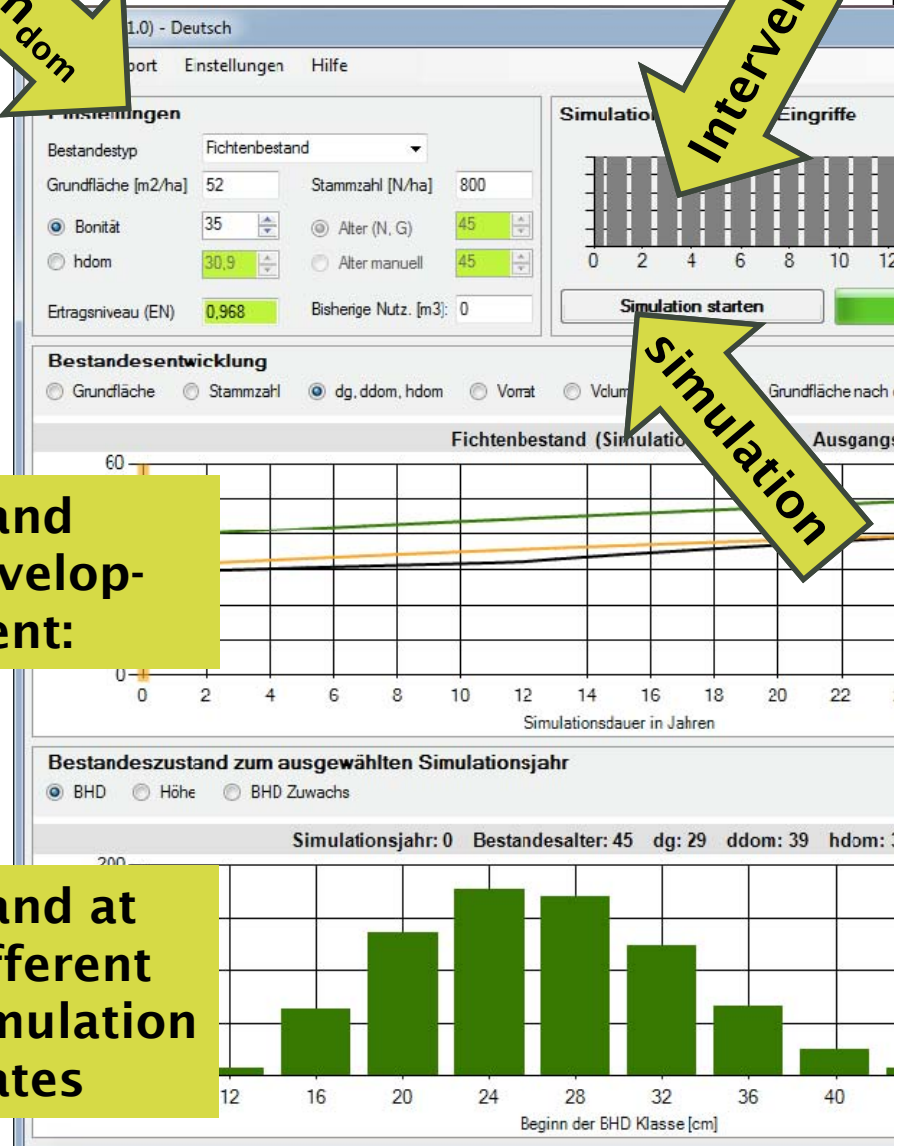 dom
Interve
1.0) - Deutsch
port Einstellungen Hilfe
Einstellungen
Bestandestyp Fichtenbestand
Grundfläche [m2/ha] 52 Stammzahl [N/ha] 800
Bonität 35 Alter (N, G) 45
hdom 30,9 Alter manuell 45
Ertragsniveau (EN) 0,968 Bisherige Nutz. [m3]: 0
Simulatio Eingriffe
0 2 4 6 8 10 12
Simulation starten
simulation
Bestandesentwicklung
Grundfläche Stammzahl dg, ddom, hdom Vorrat Volum Grundfläche nach
Fichtenbestand (Simulatio Ausgangs
60
and
velop-
ent:
0
0 2 4 6 8 10 12 14 16 18 20 22
Simulationsdauer in Jahren
Bestandeszustand zum ausgewählten Simulationsjahr
BHD Höhe BHD Zuwachs
Simulationsjahr: 0 Bestandesalter: 45 dg: 29 ddom: 39 hdom:
200
and at
fferent
mulation
ates
12 16 20 24 28 32 36 40
Beginn der BHD Klasse [cm]